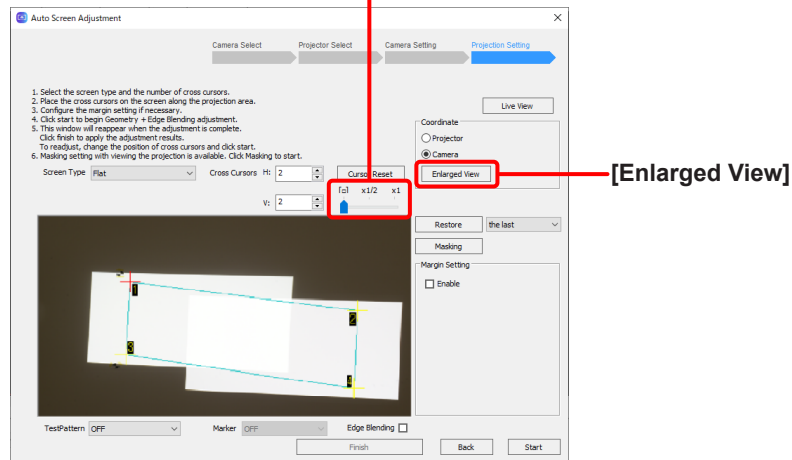 Auto Screen Adjustment
Camera Select Projector Select Camera Setting Projection Setting
1. Select the screen type and the number of cross cursors.
2. Place the cross cursors on the screen along the projection area.
3. Configure the margin setting if necessary.
4. Click start to begin Geometry + Edge Blending adjustment.
5. This window will reappear when the adjustment is complete.
Click finish to apply the adjustment results.
To readjust, change the position of cross cursors and click start.
6. Masking setting with viewing the projection is available. Click Masking to start.
Live View
Coordinate
Projector
Camera
Enlarged View
[Enlarged View]
Screen Type Flat Cross Cursors H: 2 Cursor Reset
x1/2 x1
V: 2
Restore the last
Masking
Margin Setting
Enable
1
2
3
4
TestPattern OFF Marker OFF Edge Blending
Finish Back Start